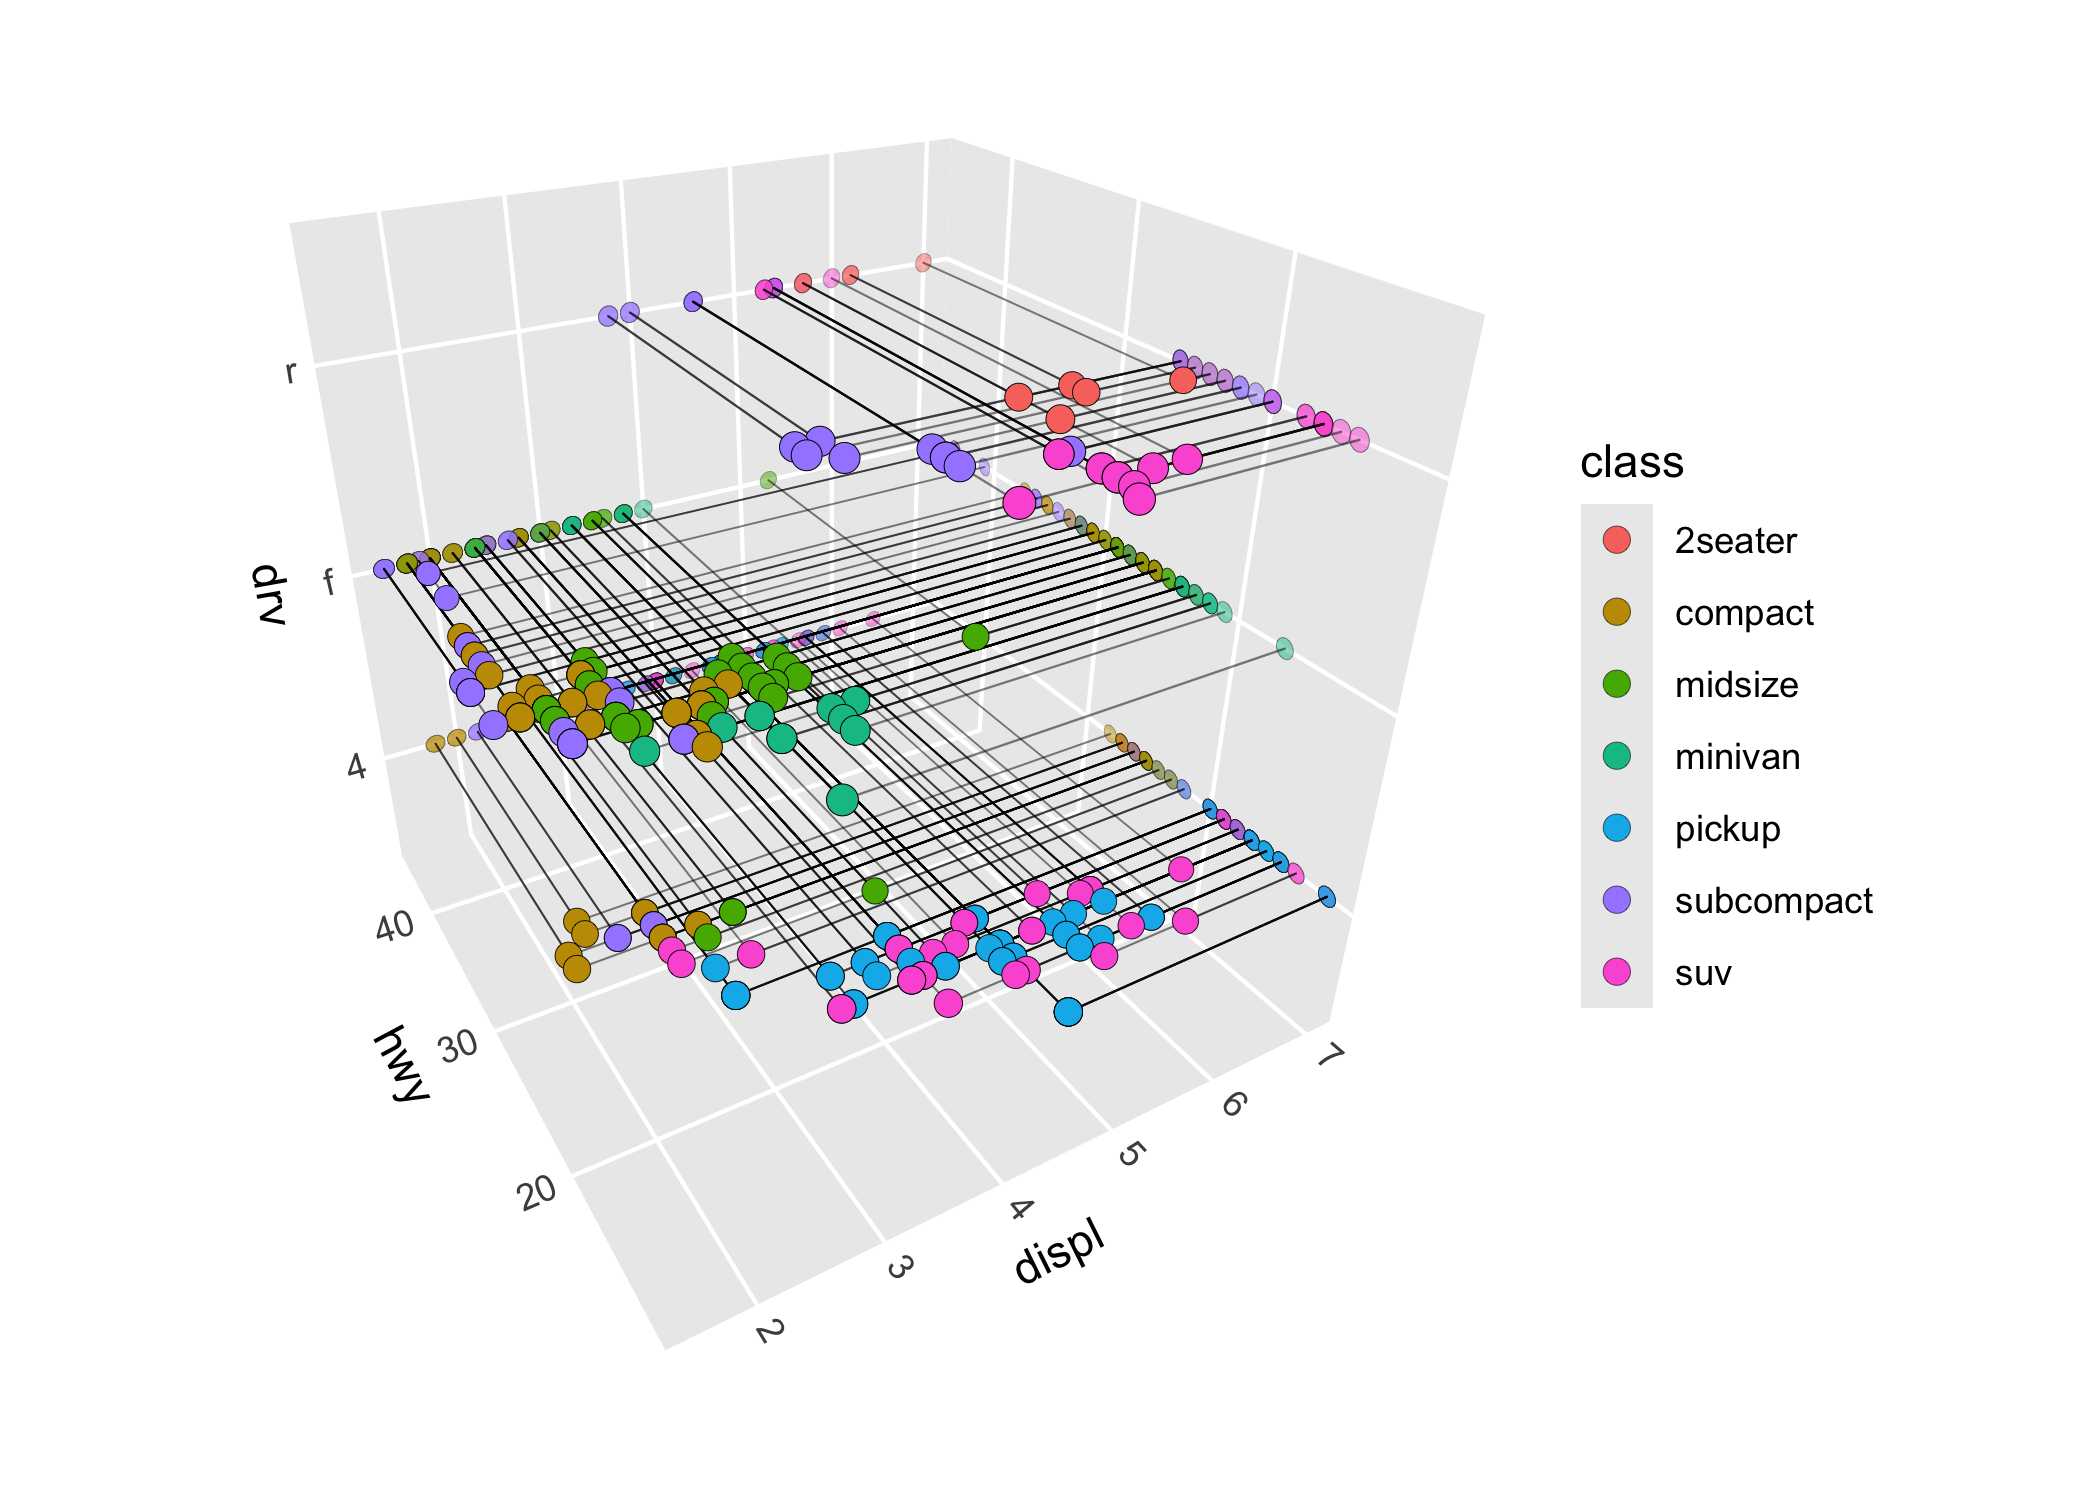 r
f
4
drv
40
30
20
hwy
2
3
4
5
6
7
displ
class
2seater
compact
midsize
minivan
pickup
subcompact
suv